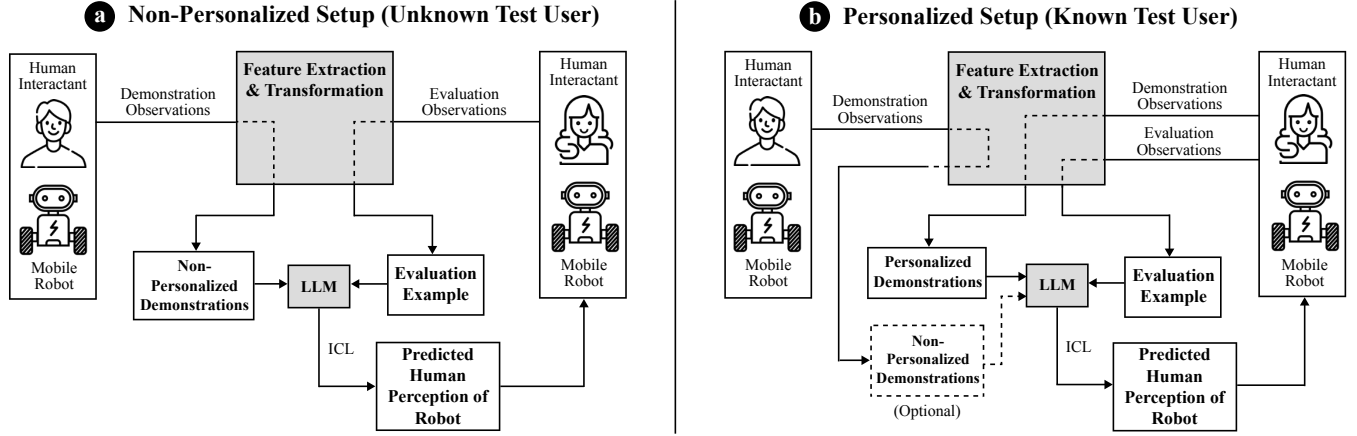 a Non-Personalized Setup (Unknown Test User)
Human
Interactant
Mobile
Robot
Demonstration
Observations
Feature Extraction
& Transformation
Evaluation
Observations
Human
Interactant
Mobile
Robot
Non-
Personalized
Demonstrations
LLM
Evaluation
Example
ICL
Predicted
Human
Perception of
Robot
b Personalized Setup (Known Test User)
Human
Interactant
Mobile
Robot
Demonstration
Observations
Feature Extraction
& Transformation
Demonstration
Observations
Evaluation
Observations
Human
Interactant
Mobile
Robot
Personalized
Demonstrations
LLM
Evaluation
Example
Non-
Personalized
Demonstrations
(Optional)
ICL
Predicted
Human
Perception of
Robot